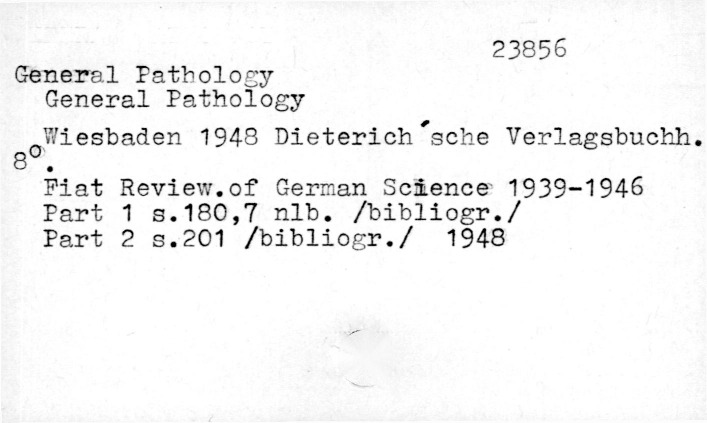 23856
General Pathology
General Pathology
Wiesbaden 1948 Dieterich´sche Verlagsbuchh.
8º.
Fiat Review.of German Science 1939-1946
Part 1 s.180,7 nlb. /bibliogr./
Part 2 s.201 /bibliogr./ 1948